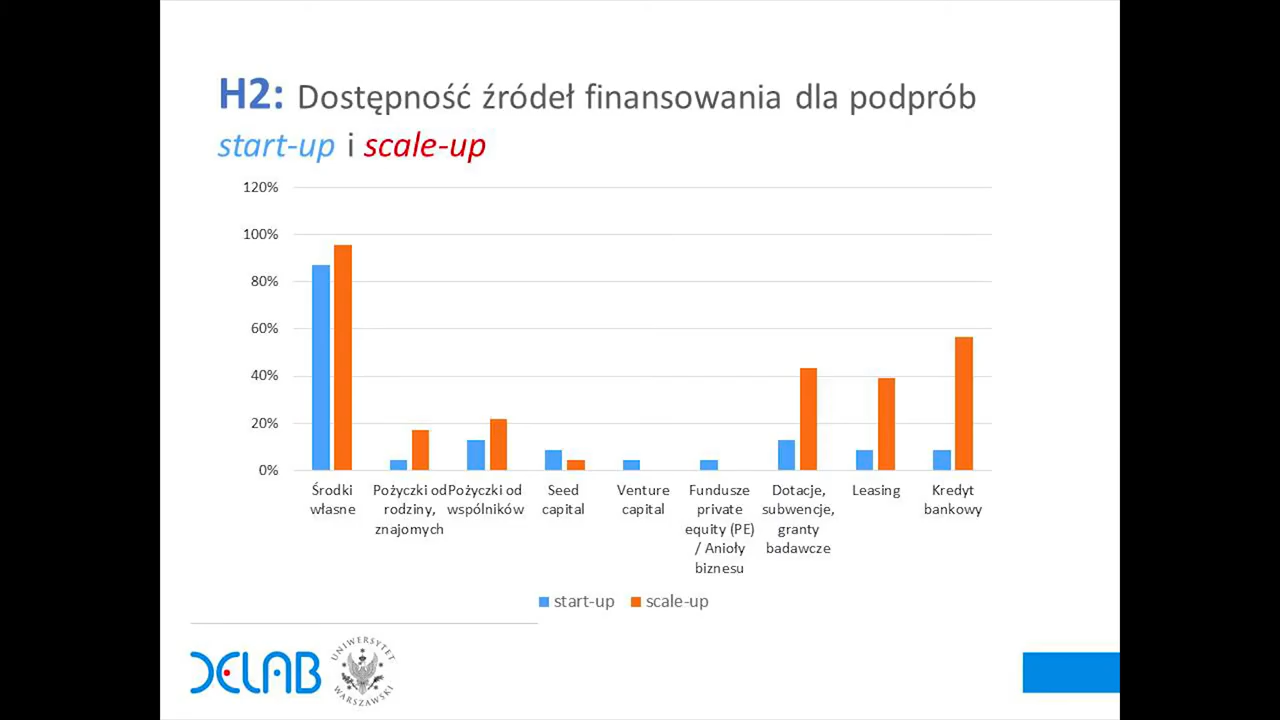 H2: Dostępność źródeł finansowania dla podprób
start-up i scale-up
120%
100%
80%
60%
40%
20%
0%
Środki własne
Pożyczki od rodziny, znajomych
Pożyczki od wspólników
Seed capital
Venture capital
Fundusze private equity (PE) / Anioły biznesu
Dotacje, subwencje, granty badawcze
Leasing
Kredyt bankowy
start-up scale-up
DELAB
UNIWERSYTET WARSZAWSKI